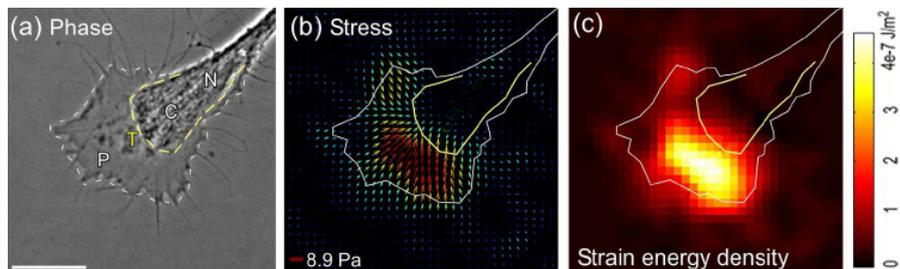 (a) Phase
N
C
T
P
(b) Stress
8.9 Pa
(c)
Strain energy density
4e-7 J/m²
3
2
1
0